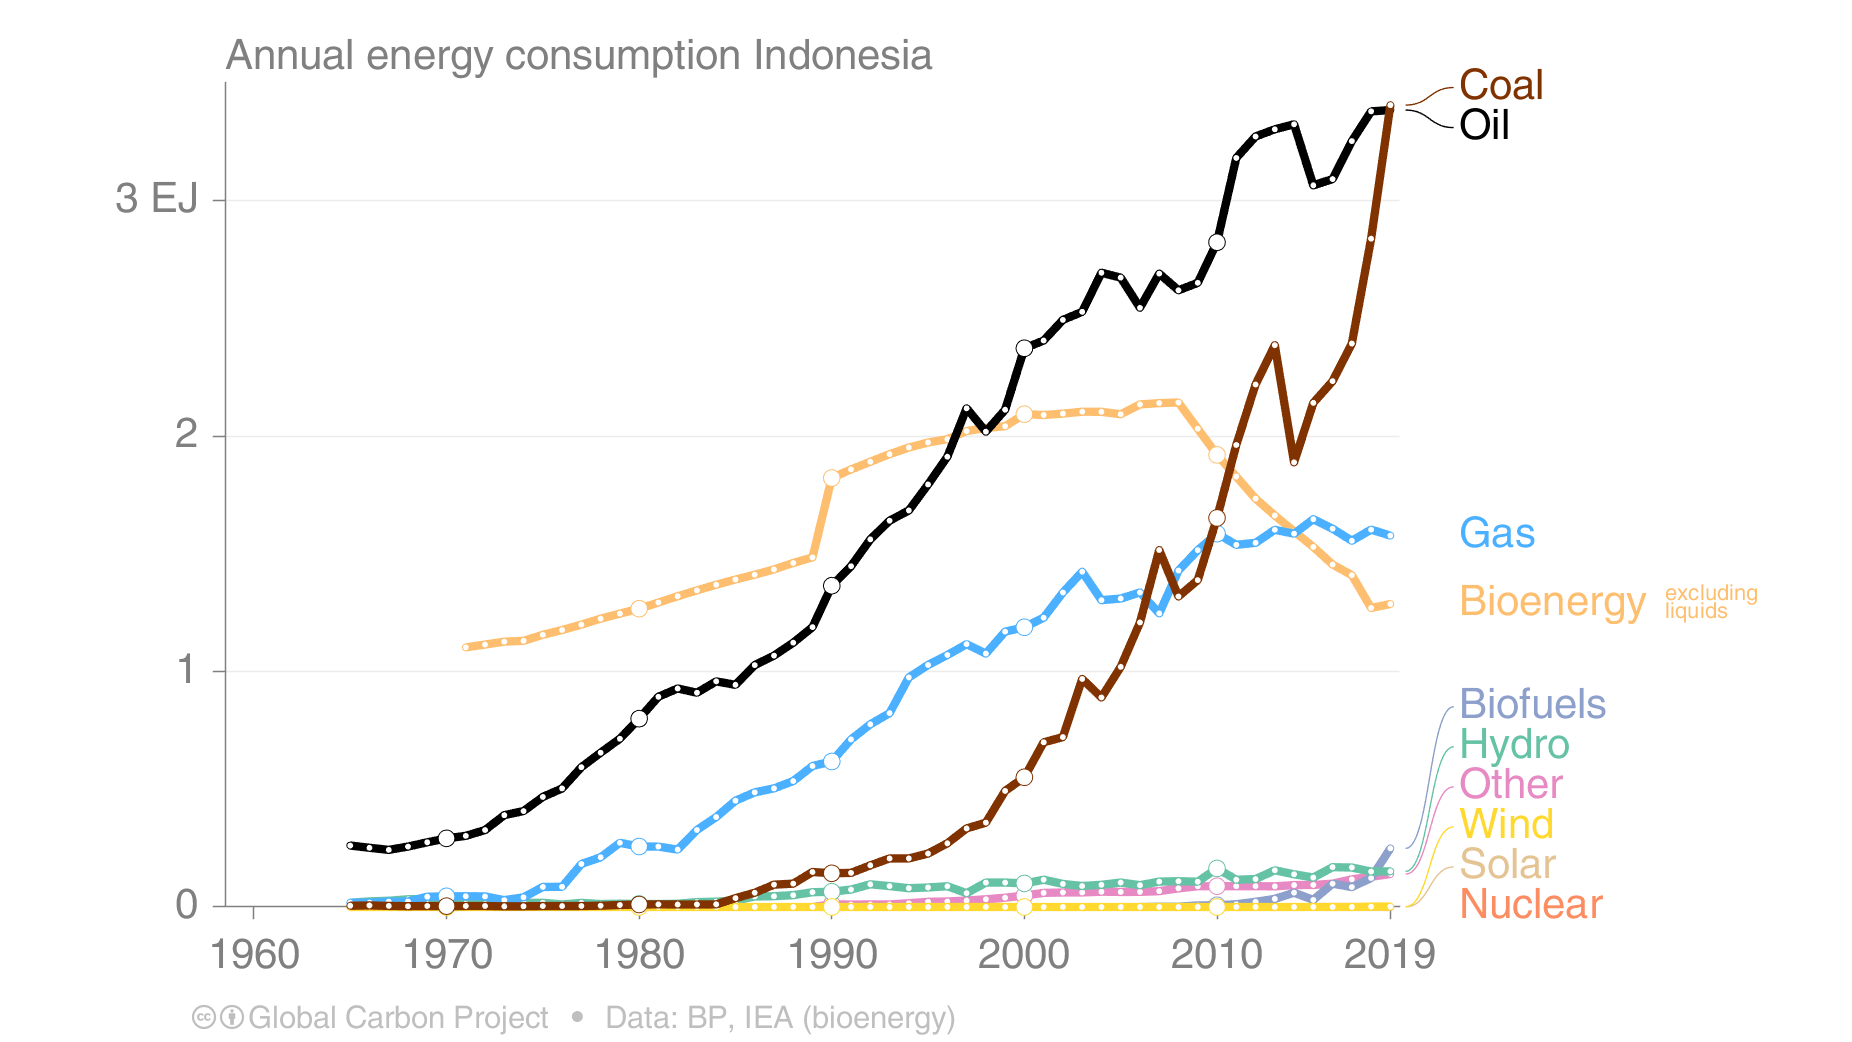 Annual energy consumption Indonesia
Coal
Oil
3 EJ
2
Gas
Bioenergy excluding
liquids
1
Biofuels
Hydro
Other
Wind
Solar
Nuclear
0
1960 1970 1980 1990 2000 2010 2019
cc Global Carbon Project • Data: BP, IEA (bioenergy)